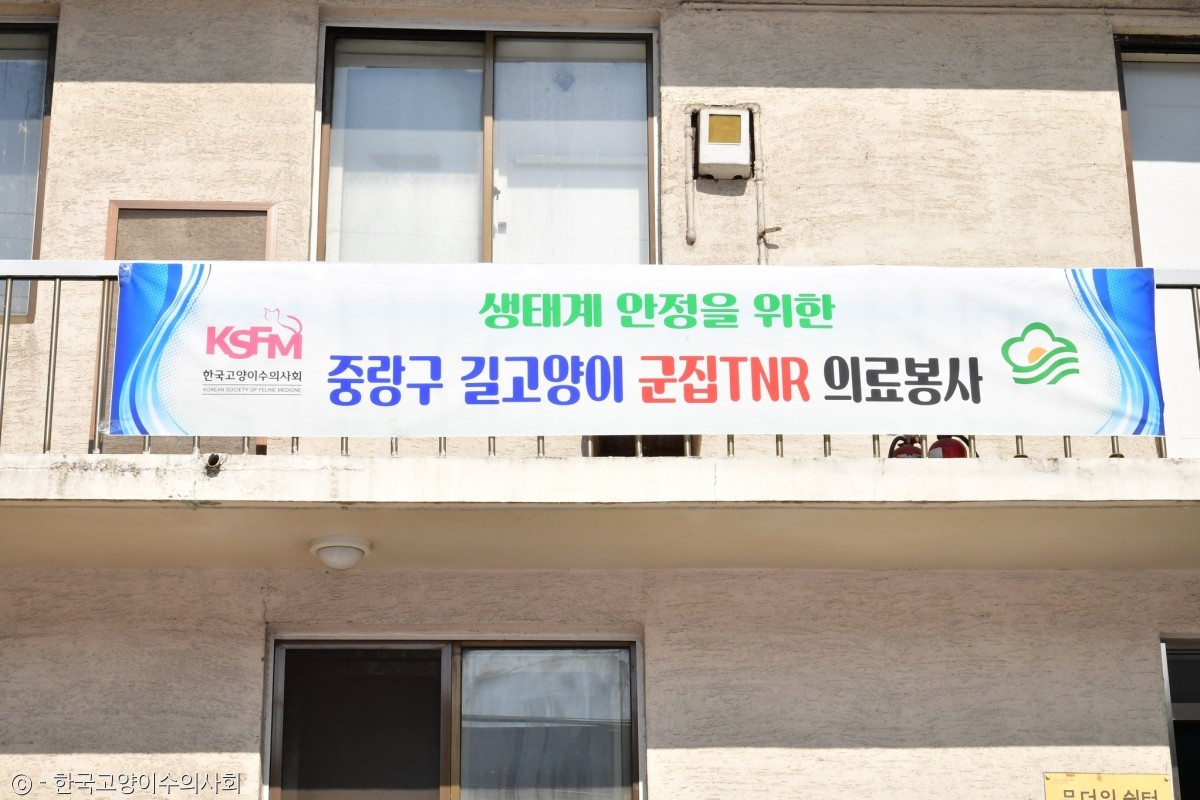 생태계 안정을 위한
KSFM
한국고양이수의사회
KOREAN SOCIETY OF FELINE MEDICINE
중랑구 길고양이 군집TNR 의료봉사
© - 한국고양이수의사회